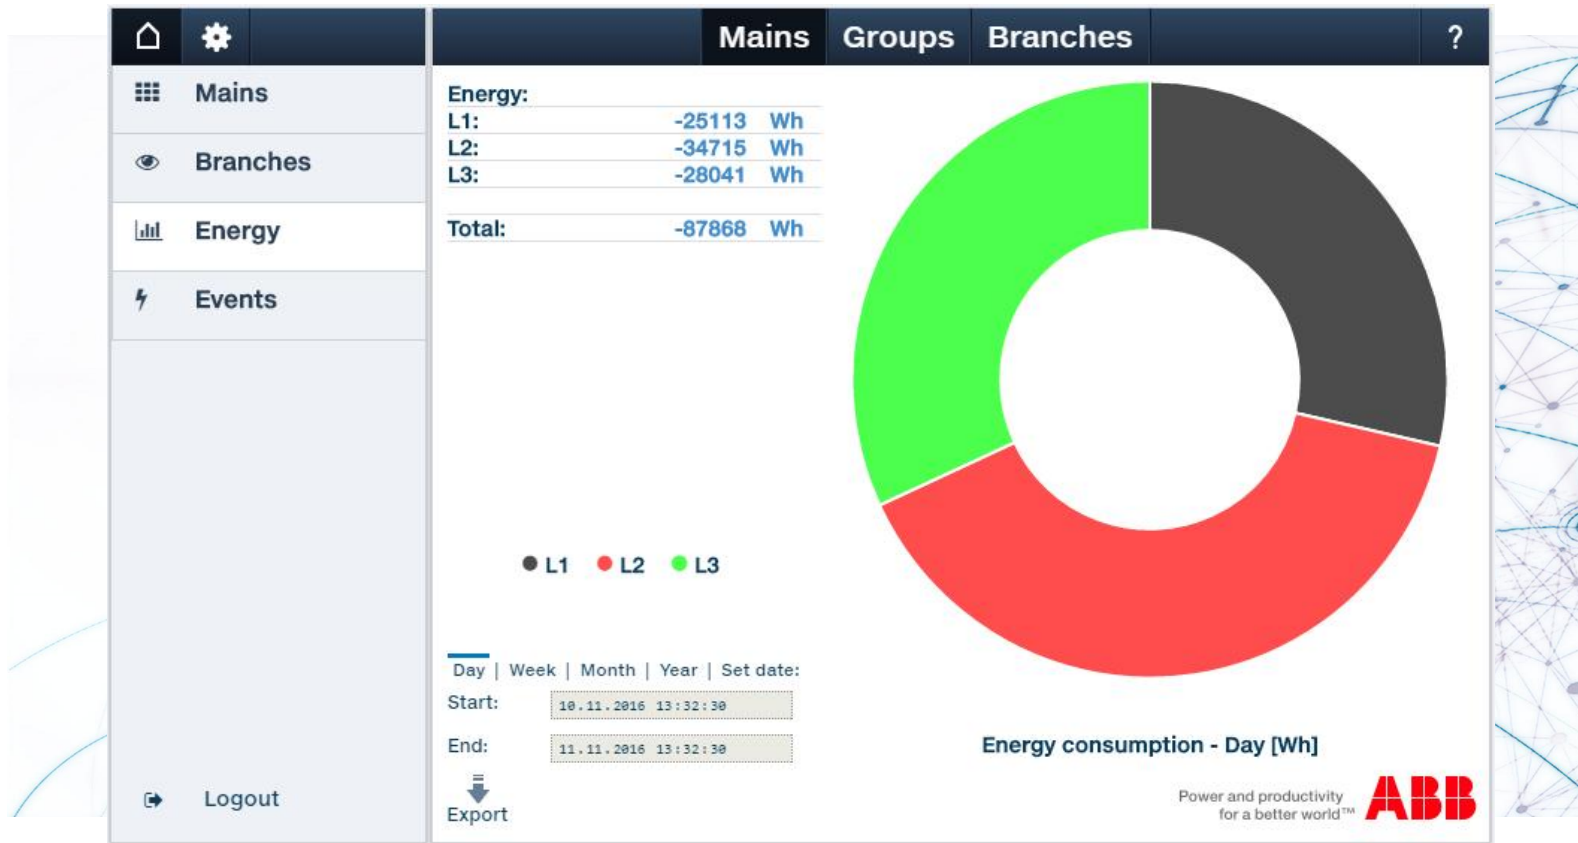 Mains Groups Branches ?
Mains
Branches
Energy
Events
Logout
Energy:
L1: -25113 Wh
L2: -34715 Wh
L3: -28041 Wh
Total: -87868 Wh
L1 L2 L3
Day | Week | Month | Year | Set date:
Start: 10.11.2016 13:32:30
End: 11.11.2016 13:32:30
Export
Energy consumption - Day [Wh]
Power and productivity
for a better world™
ABB